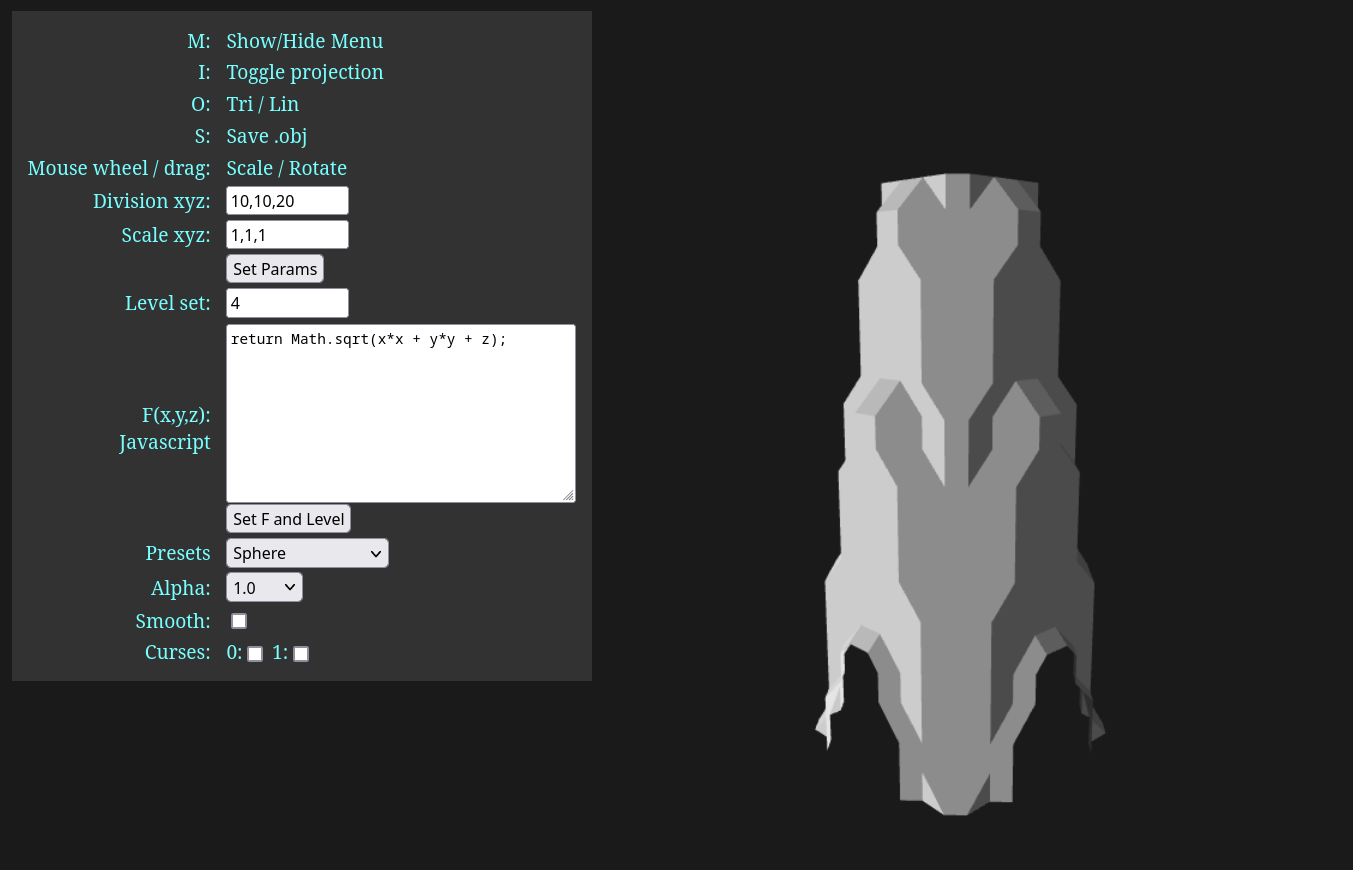 M: Show/Hide Menu
I: Toggle projection
O: Tri / Lin
S: Save .obj
Mouse wheel / drag: Scale / Rotate
Division xyz: 10,10,20
Scale xyz: 1,1,1
Set Params
Level set: 4
return Math.sqrt(x*x + y*y + z);
F(x,y,z):
Javascript
Set F and Level
Presets Sphere
Alpha: 1.0
Smooth:
Curses: 0: 1: